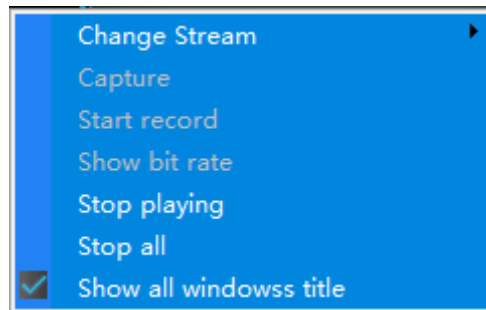 Change Stream
Capture
Start record
Show bit rate
Stop playing
Stop all
Show all windowss title